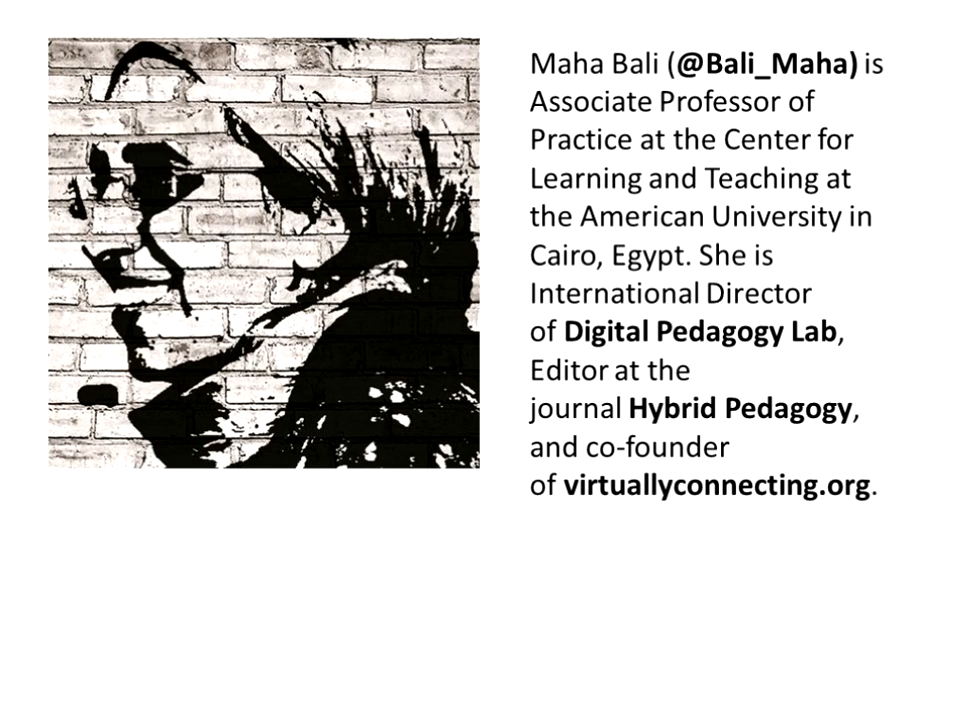 Maha Bali (@Bali_Maha) is
Associate Professor of
Practice at the Center for
Learning and Teaching at
the American University in
Cairo, Egypt. She is
International Director
of Digital Pedagogy Lab,
Editor at the
journal Hybrid Pedagogy,
and co-founder
of virtuallyconnecting.org.